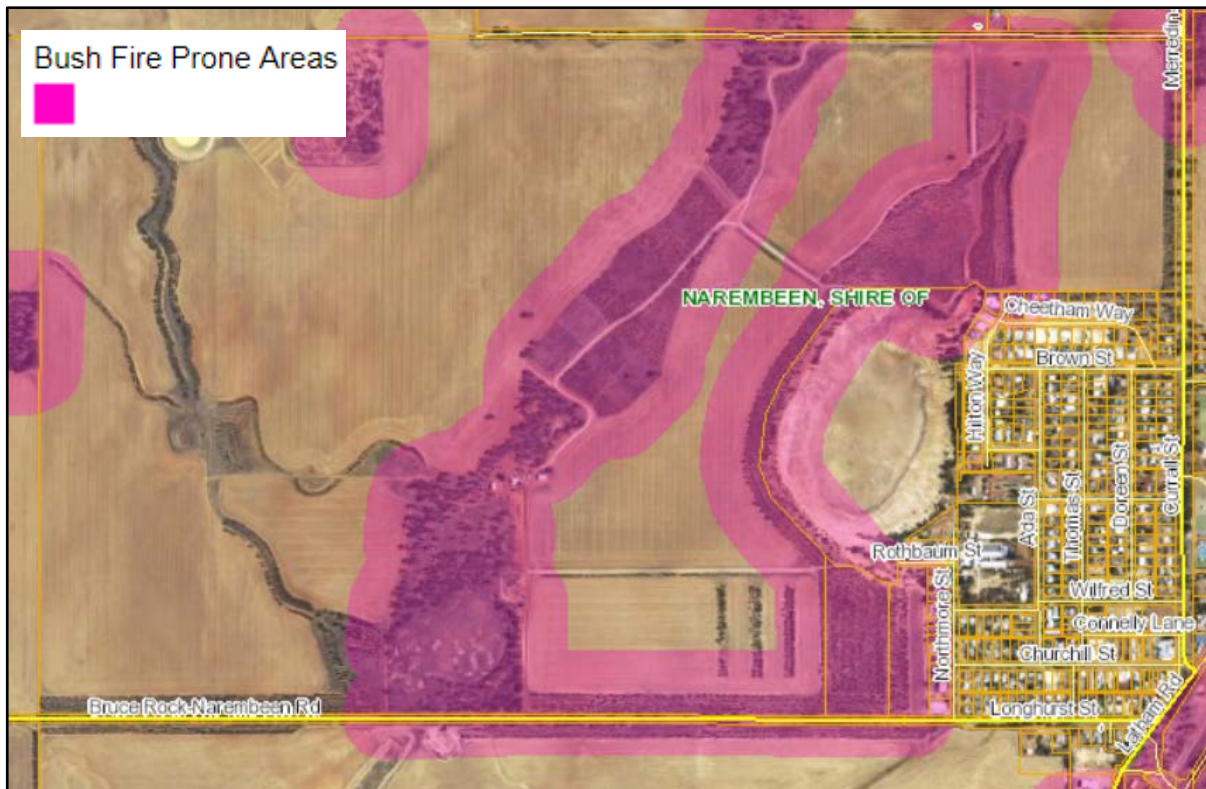 Bush Fire Prone Areas
Merredin
NAREMBEEN, SHIRE OF
Cheetham Way
Brown St
Hilton Way
Ada St
Thomas St
Doreen St
Currall St
Rothbaum St
Northmore St
Wilfred St
Connelly Lane
Churchill St
Longhurst St
Latham Rd
Bruce Rock-Narembeen Rd